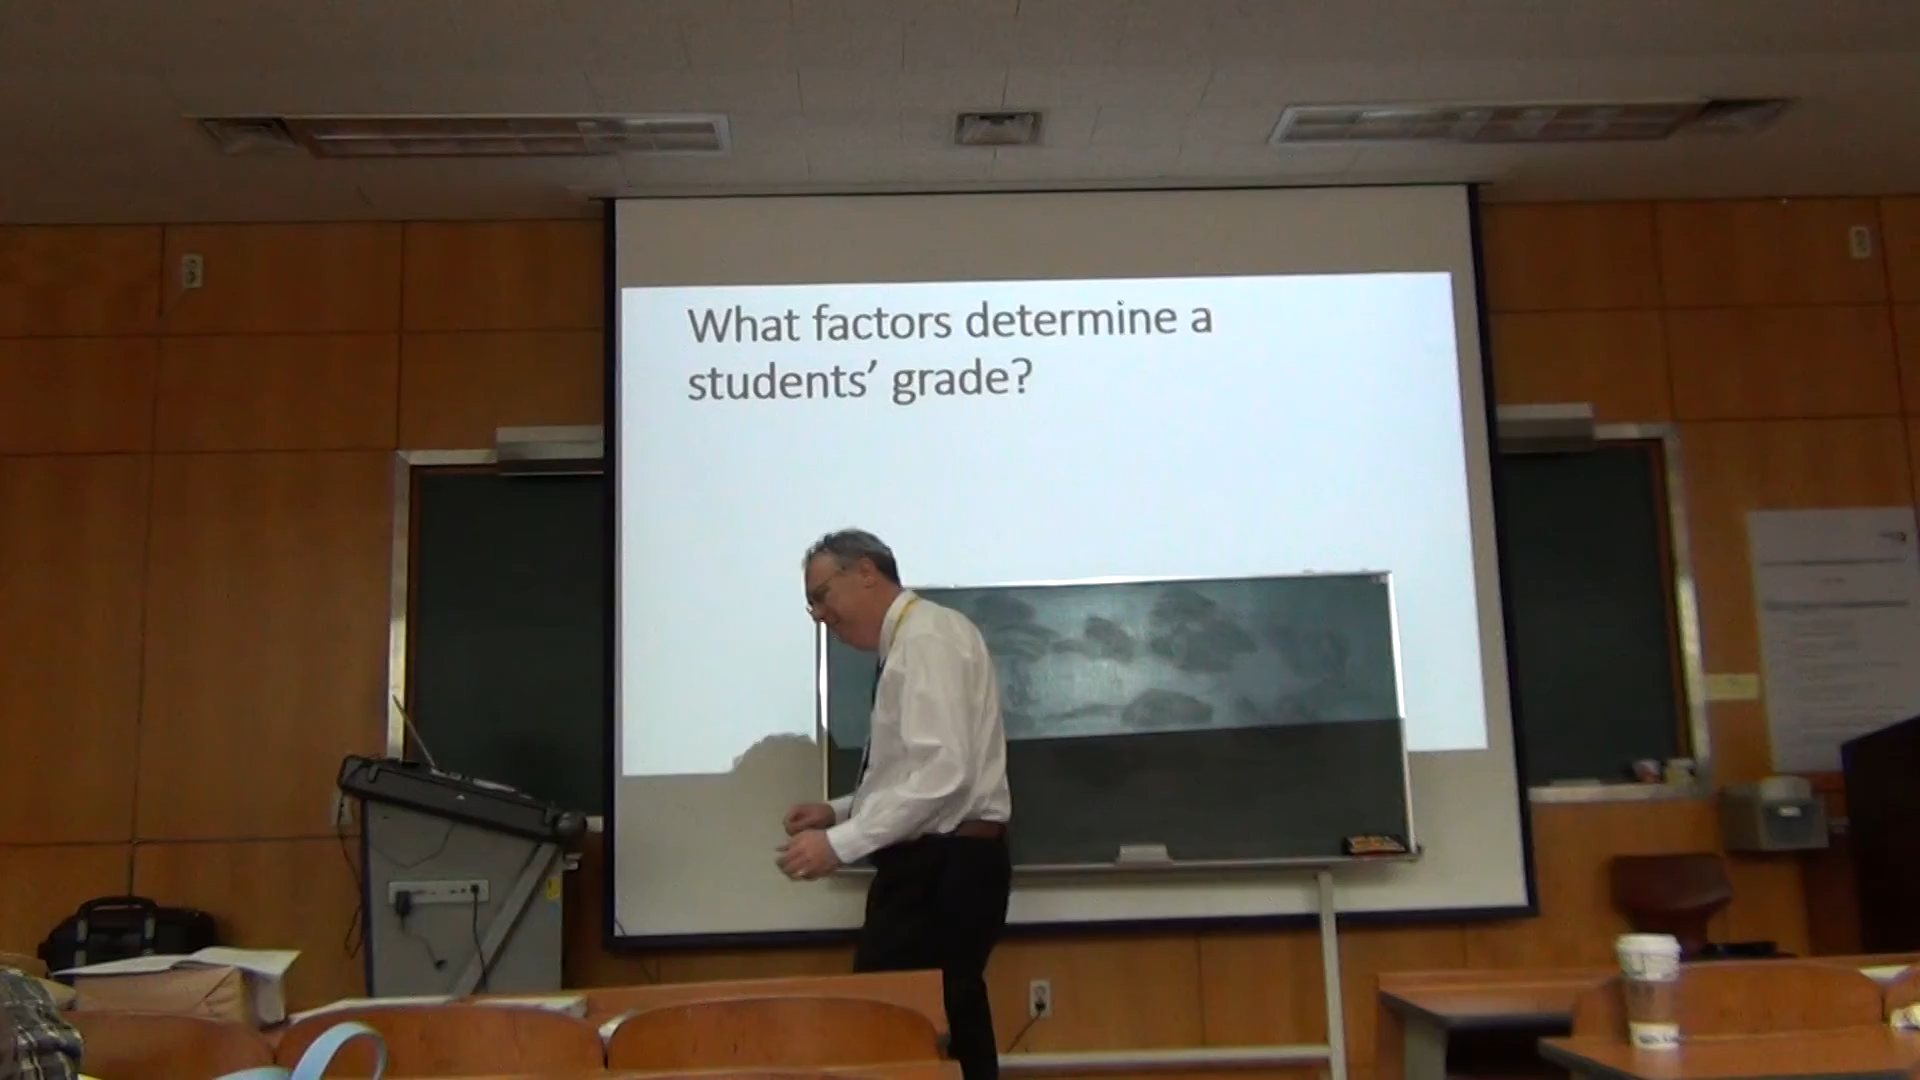 What factors determine a
students’ grade?